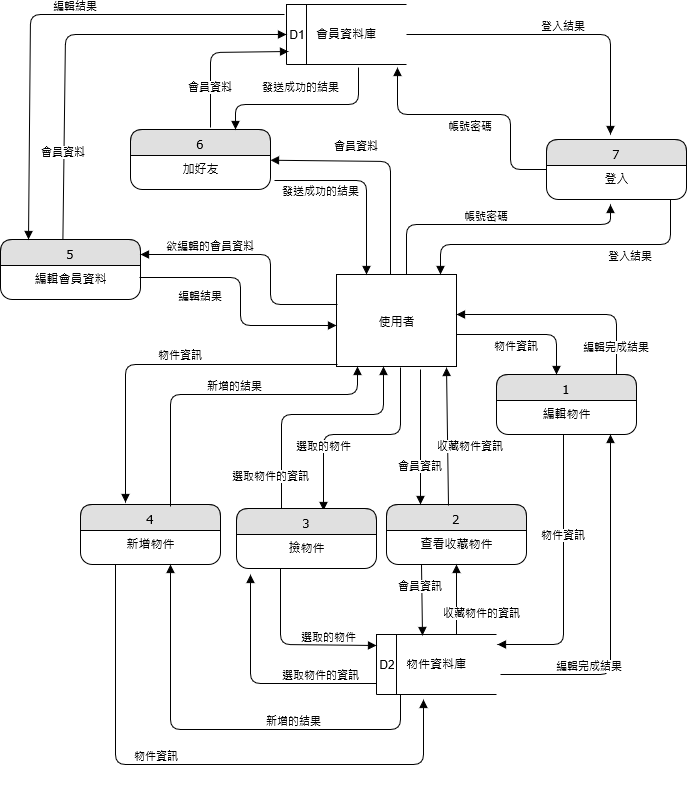 編輯結果
D1
會員資料庫
登入結果
會員資料
發送成功的結果
帳號密碼
會員資料
6
加好友
會員資料
7
登入
發送成功的結果
帳號密碼
5
編輯會員資料
欲編輯的會員資料
登入結果
編輯結果
使用者
物件資訊
編輯完成結果
物件資訊
新增的結果
1
編輯物件
選取的物件
收藏物件資訊
會員資訊
選取物件的資訊
4
新增物件
3
撿物件
2
查看收藏物件
物件資訊
會員資訊
收藏物件的資訊
選取的物件
D2
物件資料庫
編輯完成結果
選取物件的資訊
新增的結果
物件資訊